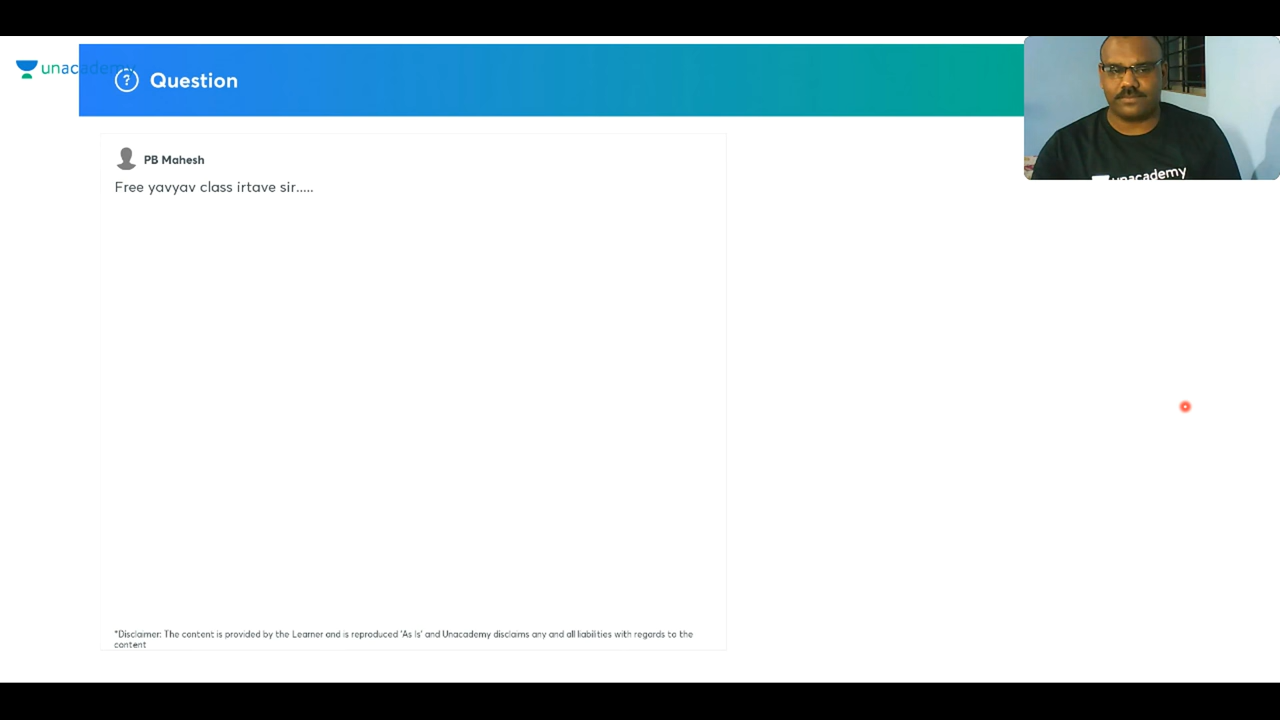 unacademy
Question
PB Mahesh
Free yavyav class irtave sir.....
*Disclaimer: The content is provided by the Learner and is reproduced 'As Is' and Unacademy disclaims any and all liabilities with regards to the
content
unacademy